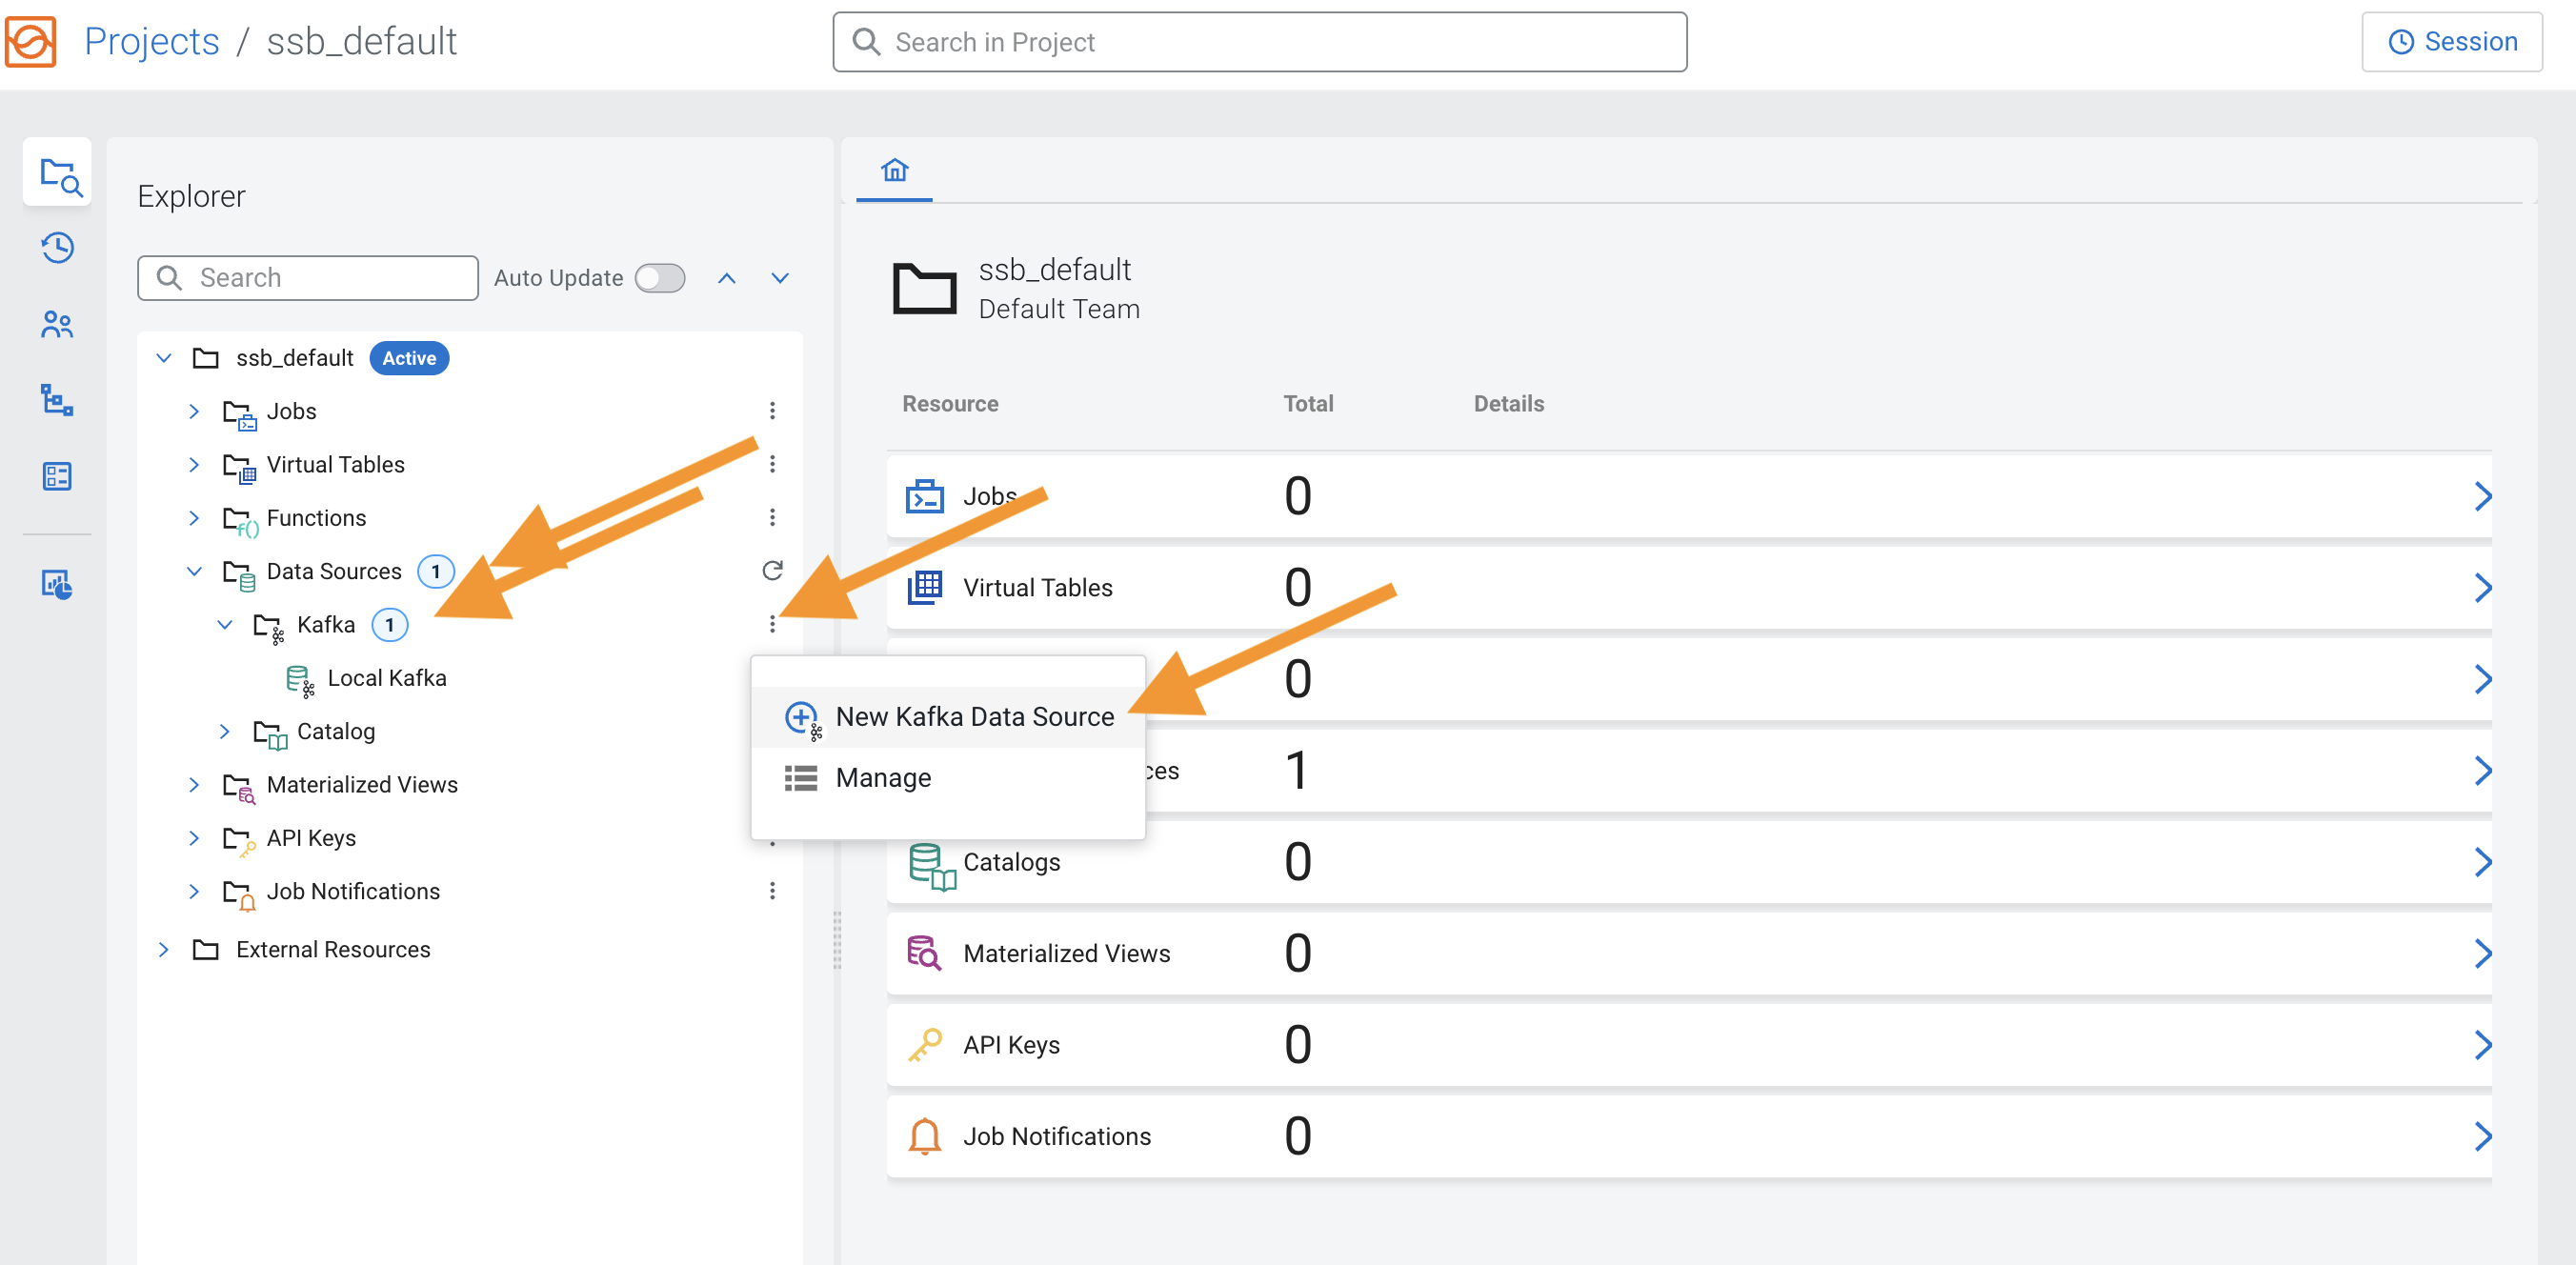 Projects / ssb_default
Search in Project
Session
Explorer
Search
Auto Update
ssb_default Active
Jobs
Virtual Tables
Functions
Data Sources 1
Kafka 1
Local Kafka
Catalog
Materialized Views
API Keys
Job Notifications
External Resources
New Kafka Data Source
Manage
ssb_default
Default Team
Resource Total Details
Jobs 0
Virtual Tables 0
0
ces 1
Catalogs 0
Materialized Views 0
API Keys 0
Job Notifications 0